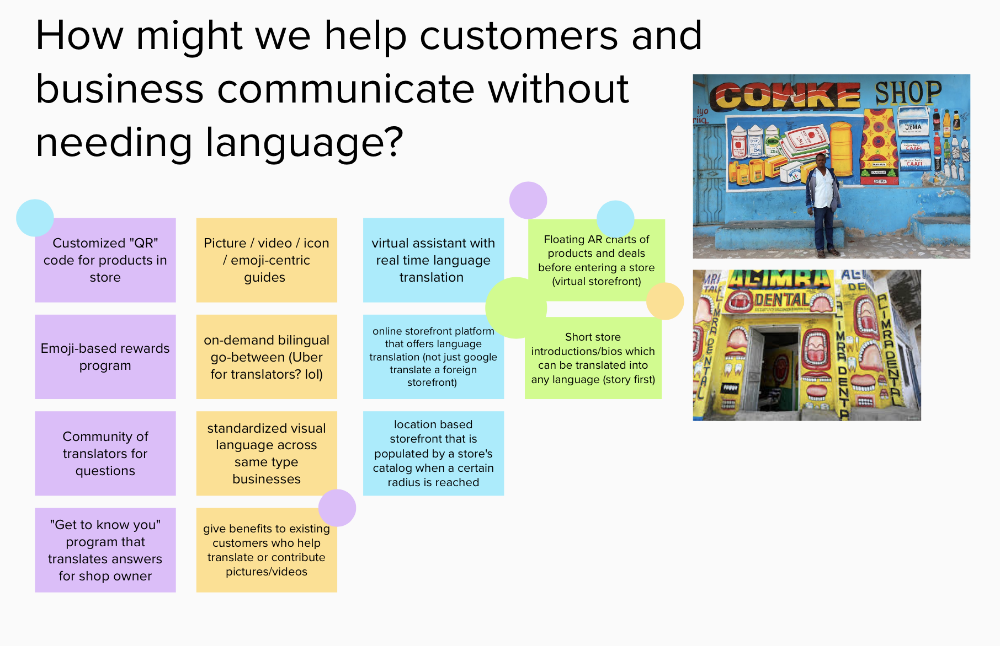 How might we help customers and
business communicate without
needing language?
Customized "QR"
code for products in
store
Picture / video / icon
/ emoji-centric
guides
virtual assistant with
real time language
translation
Floating AR charts of
products and deals
before entering a store
(virtual storefront)
Emoji-based rewards
program
on-demand bilingual
go-between (Uber
for translators? lol)
online storefront platform
that offers language
translation (not just google
translate a foreign
storefront)
Short store
introductions/bios which
can be translated into
any language (story first)
Community of
translators for
questions
standardized visual
language across
same type
businesses
location based
storefront that is
populated by a store's
catalog when a certain
radius is reached
"Get to know you"
program that
translates answers
for shop owner
give benefits to existing
customers who help
translate or contribute
pictures/videos
COWKE SHOP
iyo
riig
JEMA
CAAFI
CAAFI
MUBAARAK
AL-IMRA
DENTAL
AL-I
DE
ALIMRA DENTAL
ALIMRA DENTAL